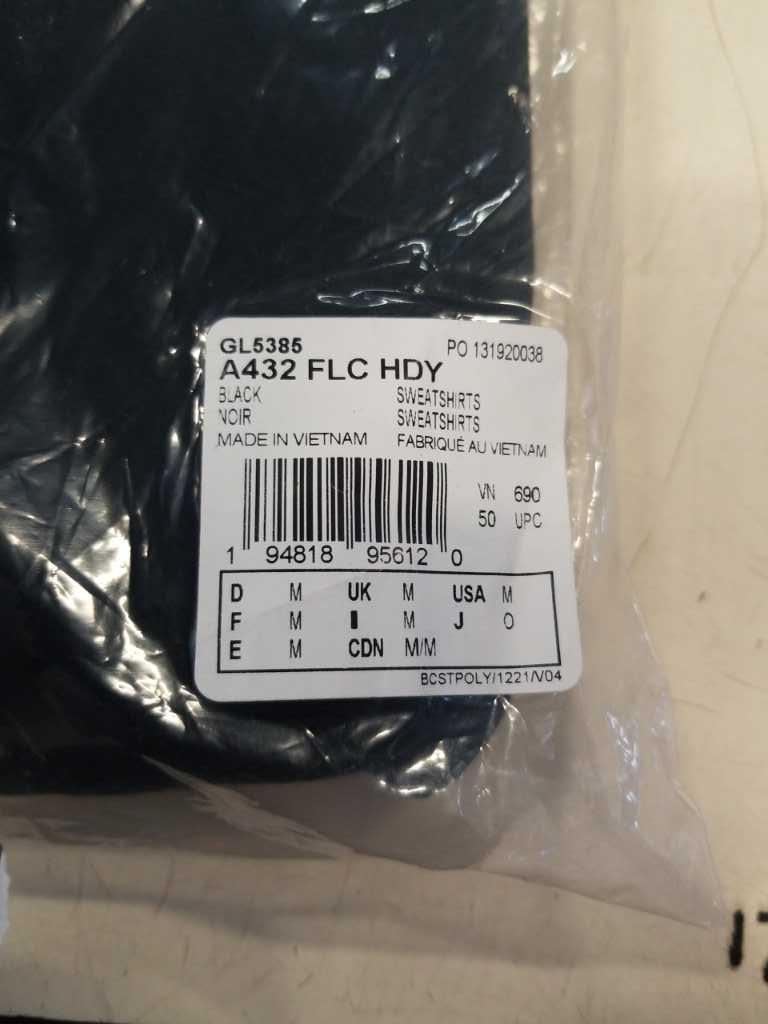 GL5385 PO 131920038
A432 FLC HDY
BLACK SWEATSHIRTS
NOIR SWEATSHIRTS
MADE IN VIETNAM FABRIQUÉ AU VIETNAM
VN 690
50 UPC
1 94818 95612 0
D M UK M USA M
F M I M J O
E M CDN M/M
BCSTPOLY/1221/V04